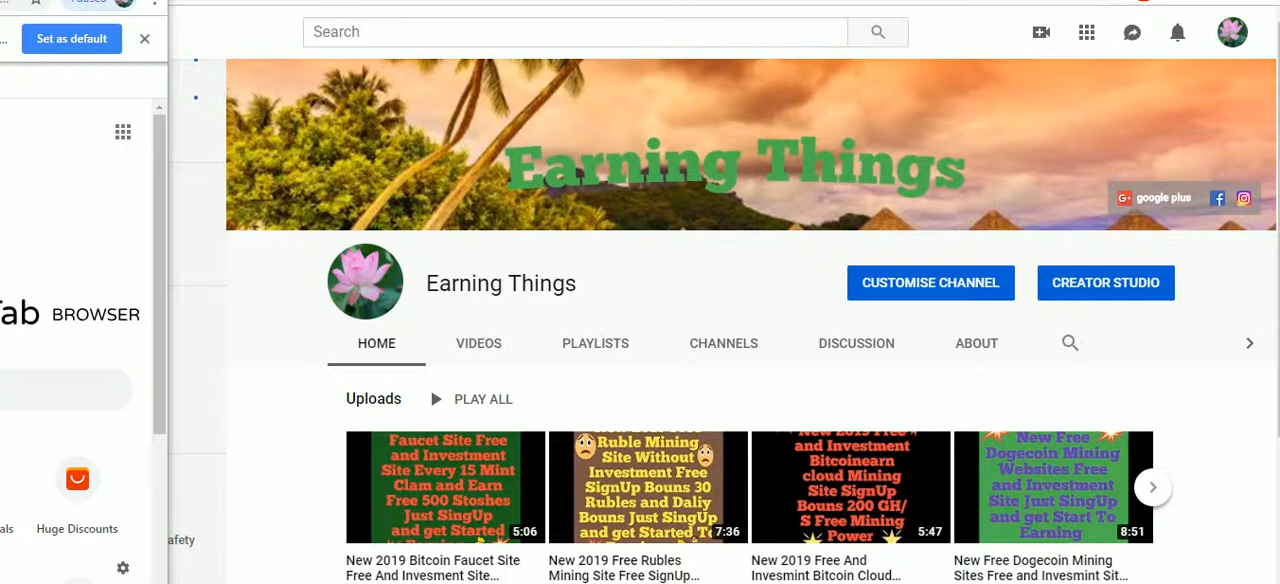 Set as default
Search
Earning Things
google plus
Earning Things
CUSTOMISE CHANNEL
CREATOR STUDIO
BROWSER
HOME
VIDEOS
PLAYLISTS
CHANNELS
DISCUSSION
ABOUT
Uploads
PLAY ALL
Faucet Site Free
and Investment
Site Every 15 Mint
Clam and Earn
Free 500 Stoshes
Just SingUp
and get Started
5:06
Ruble Mining
Site Without
Investment Free
SignUp Bouns 30
Rubles and Daliy
Bouns Just SingUp
and get Started To
7:36
New 2019 Free
and Investment
Bitcoinearn
cloud Mining
Site SignUp
Bouns 200 GH/
S Free Mining
Power
5:47
New Free
Dogecoin Mining
Websites Free
and Investment
Site Just SingUp
and get Start To
Earning
8:51
Huge Discounts
New 2019 Bitcoin Faucet Site
Free And Invesment Site...
New 2019 Free Rubles
Mining Site Free SignUp...
New 2019 Free And
Invesmint Bitcoin Cloud...
New Free Dogecoin Mining
Sites Free and Invesmint Sit...